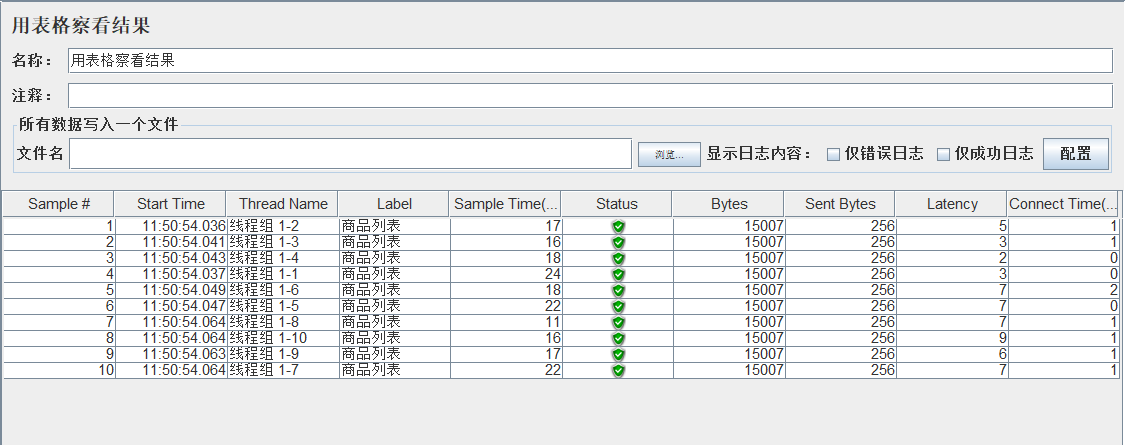 用表格察看结果
名称： 用表格察看结果
注释：
所有数据写入一个文件
文件名 浏览... 显示日志内容： 仅错误日志 仅成功日志 配置
Sample # Start Time Thread Name Label Sample Time(... Status Bytes Sent Bytes Latency Connect Time(...
1 11:50:54.036 线程组 1-2 商品列表 17 15007 256 5 1
2 11:50:54.041 线程组 1-3 商品列表 16 15007 256 3 1
3 11:50:54.043 线程组 1-4 商品列表 18 15007 256 2 0
4 11:50:54.037 线程组 1-1 商品列表 24 15007 256 3 0
5 11:50:54.049 线程组 1-6 商品列表 18 15007 256 7 2
6 11:50:54.047 线程组 1-5 商品列表 22 15007 256 7 0
7 11:50:54.064 线程组 1-8 商品列表 11 15007 256 7 1
8 11:50:54.064 线程组 1-10 商品列表 16 15007 256 9 1
9 11:50:54.063 线程组 1-9 商品列表 17 15007 256 6 1
10 11:50:54.064 线程组 1-7 商品列表 22 15007 256 7 1